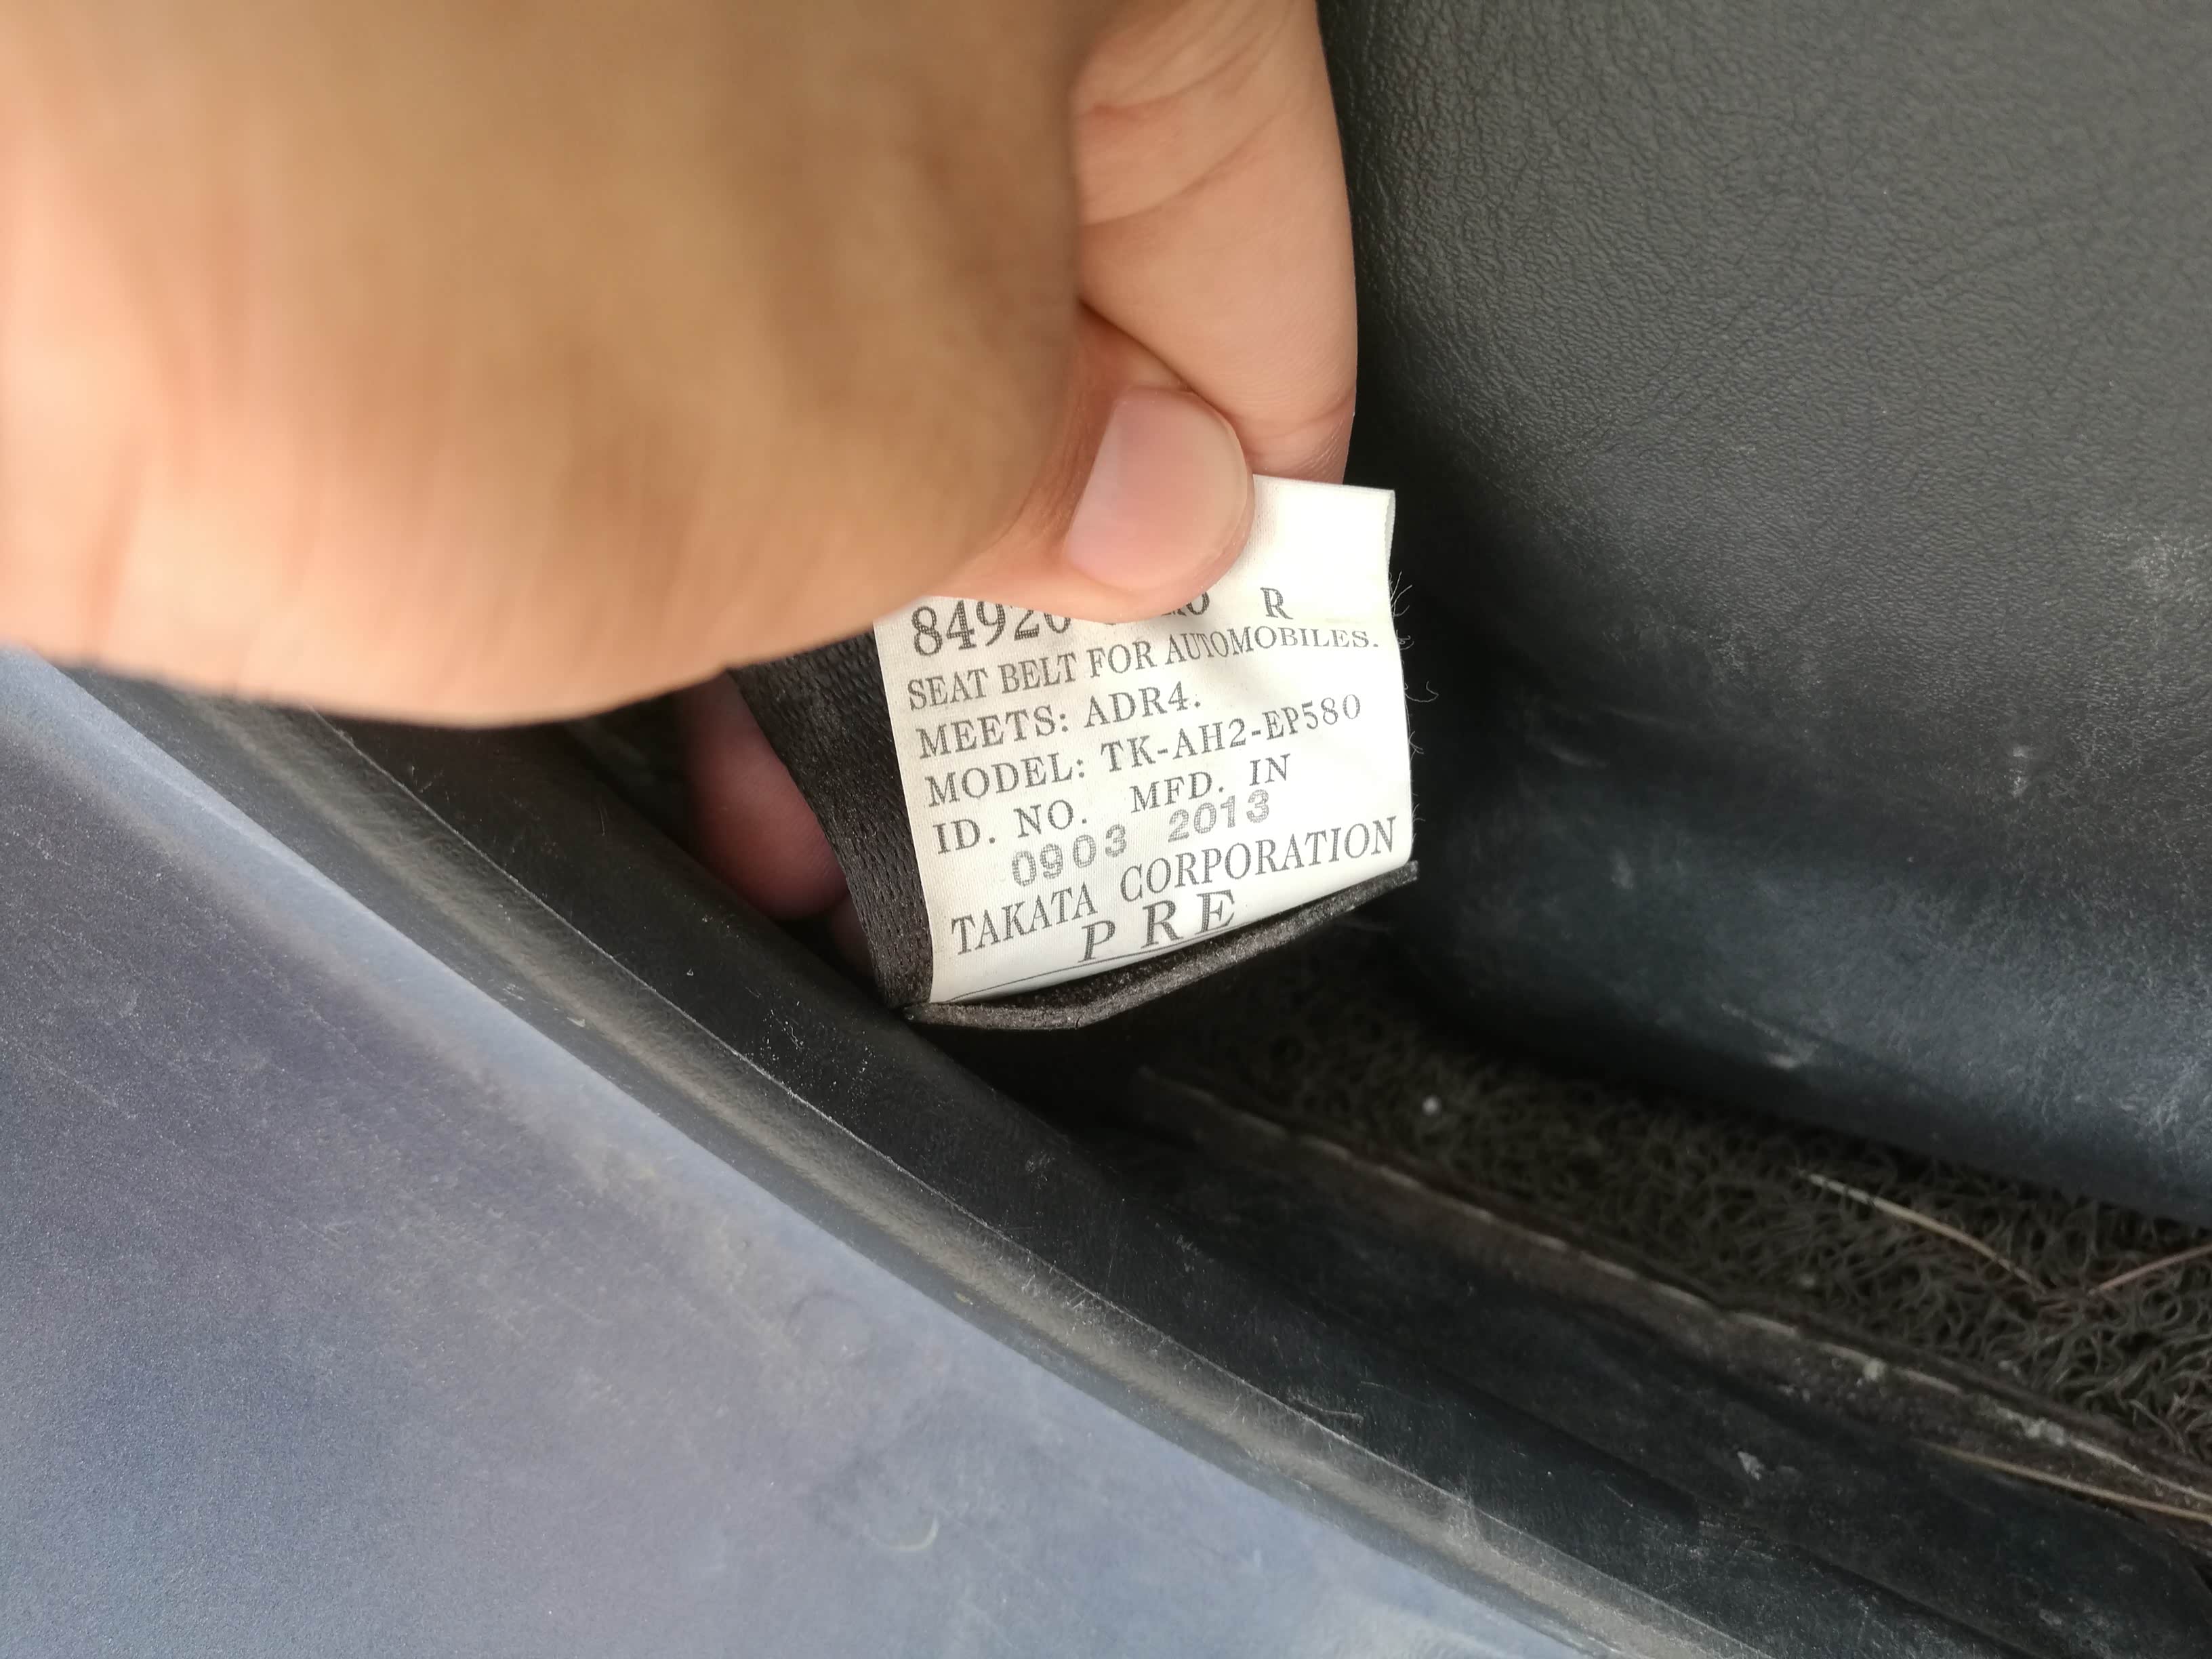 R
SEAT BELT FOR AUTOMOBILES.
MEETS: ADR4.
MODEL: TK-AH2-EP580
ID. NO. MFD. IN
0903 2013
TAKATA CORPORATION
PRE